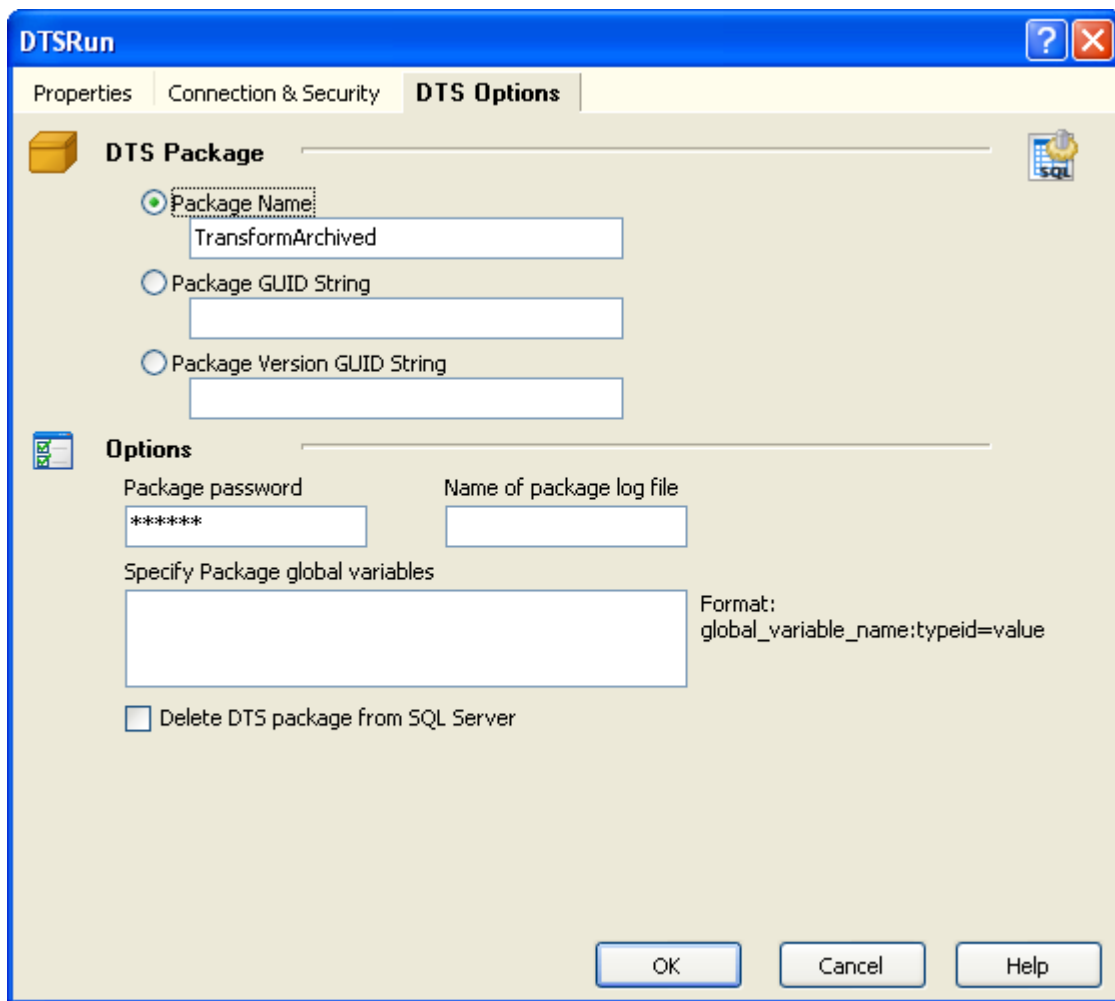 DTSRun
?
Properties Connection & Security DTS Options
DTS Package
SQL
Package Name
TransformArchived
Package GUID String
Package Version GUID String
Options
Package password Name of package log file
******
Specify Package global variables
Format:
global_variable_name:typeid=value
Delete DTS package from SQL Server
OK Cancel Help